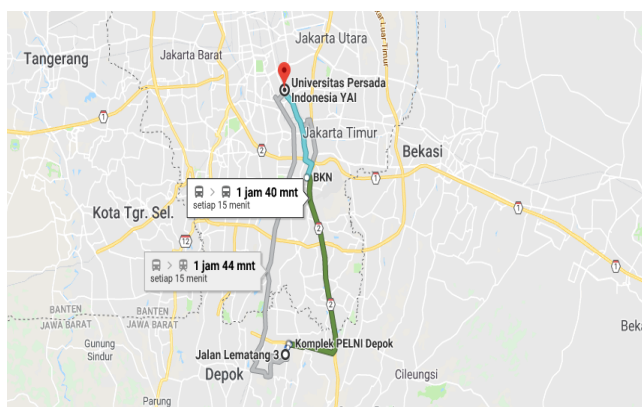 Tangerang
Jakarta Barat
Jakarta Utara
Universitas Persada
Indonesia YAI
1
Jakarta Timur
2
Bekasi
BKN
1 jam 40 mnt
setiap 15 menit
1
1
Kota Tgr. Sel.
2
12
1 jam 44 mnt
setiap 15 menit
1
2
BANTEN
JAWA BARAT
BANTEN
JAWA BARAT
Gunung
Sindur
Komplek PELNI Depok
Jalan Lematang 3
Depok
Cileungsi
Parung